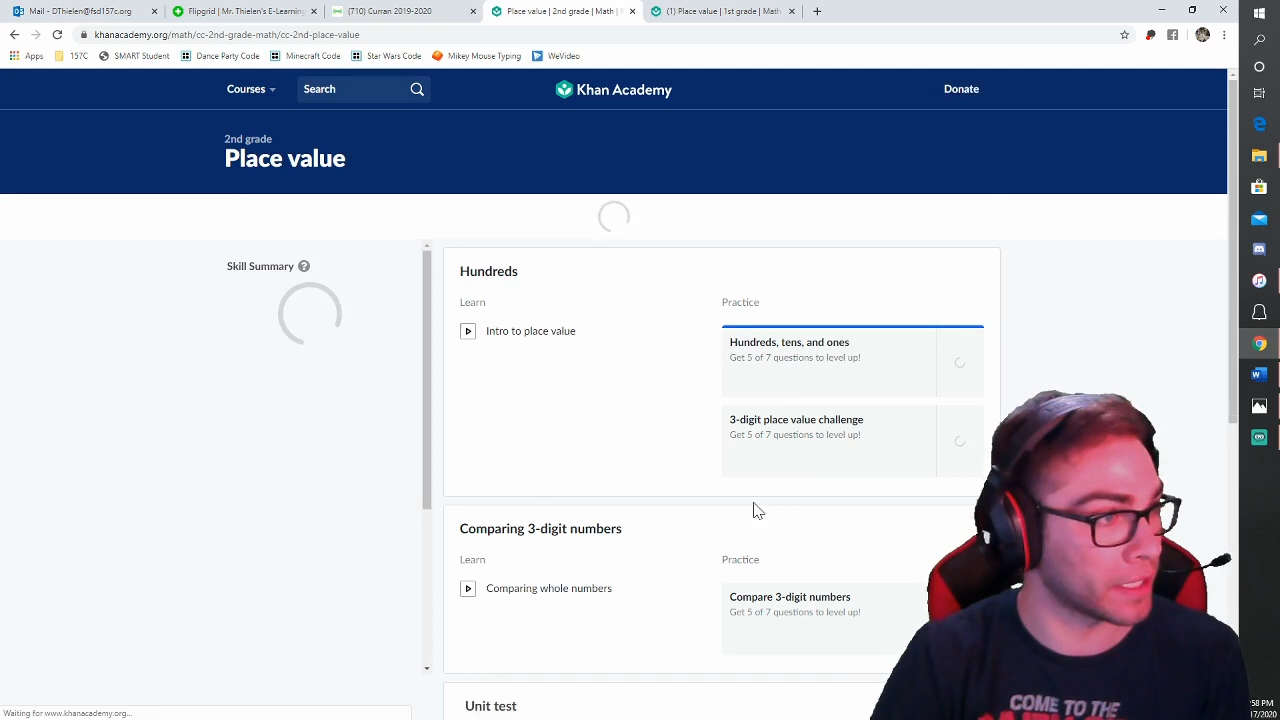 Mail - DThielen@fsd157c.org
Flipgrid | Mr. Thielen's E-Learning
(710) Curran 2019-2020
Place value | 2nd grade | Math |
(1) Place value | 1st grade | Math
khanacademy.org/math/cc-2nd-grade-math/cc-2nd-place-value
Apps
157C
SMART Student
Dance Party Code
Minecraft Code
Star Wars Code
Mikey Mouse Typing
WeVideo
Courses
Search
Khan Academy
Donate
2nd grade
Place value
Skill Summary
Hundreds
Learn
Practice
Intro to place value
Hundreds, tens, and ones
Get 5 of 7 questions to level up!
3-digit place value challenge
Get 5 of 7 questions to level up!
Comparing 3-digit numbers
Learn
Practice
Comparing whole numbers
Compare 3-digit numbers
Get 5 of 7 questions to level up!
Unit test
Waiting for www.khanacademy.org...
COME TO THE